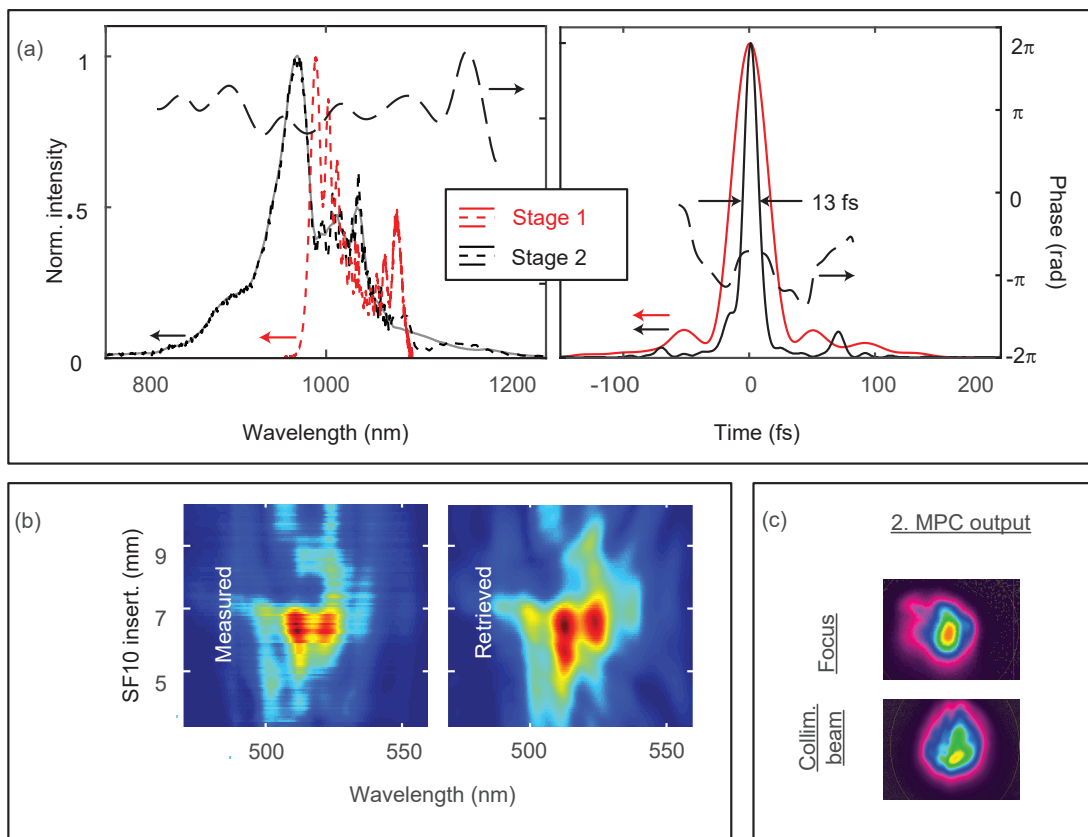 (a)
1
.5
0
Norm. intensity
800
1000
1200
Wavelength (nm)
Stage 1
Stage 2
13 fs
2π
π
0
-π
-2π
Phase (rad)
-100
0
100
200
Time (fs)
(b)
SF10 insert. (mm)
9
7
5
Measured
Retrieved
500
550
500
550
Wavelength (nm)
(c)
2. MPC output
Focus
Collim.
beam